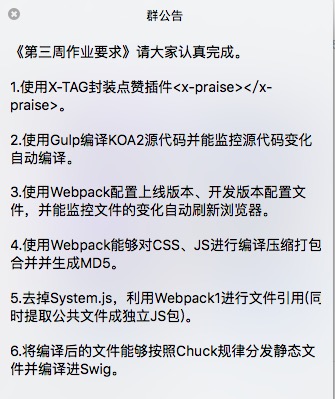 群公告
《第三周作业要求》请大家认真完成。
1.使用X-TAG封装点赞插件<x-praise></x-
praise>。
2.使用Gulp编译KOA2源代码并能监控源代码变化
自动编译。
3.使用Webpack配置上线版本、开发版本配置文
件，并能监控文件的变化自动刷新浏览器。
4.使用Webpack能够对CSS、JS进行编译压缩打包
合并并生成MD5。
5.去掉System.js，利用Webpack1进行文件引用(同
时提取公共文件成独立JS包)。
6.将编译后的文件能够按照Chuck规律分发静态文
件并编译进Swig。